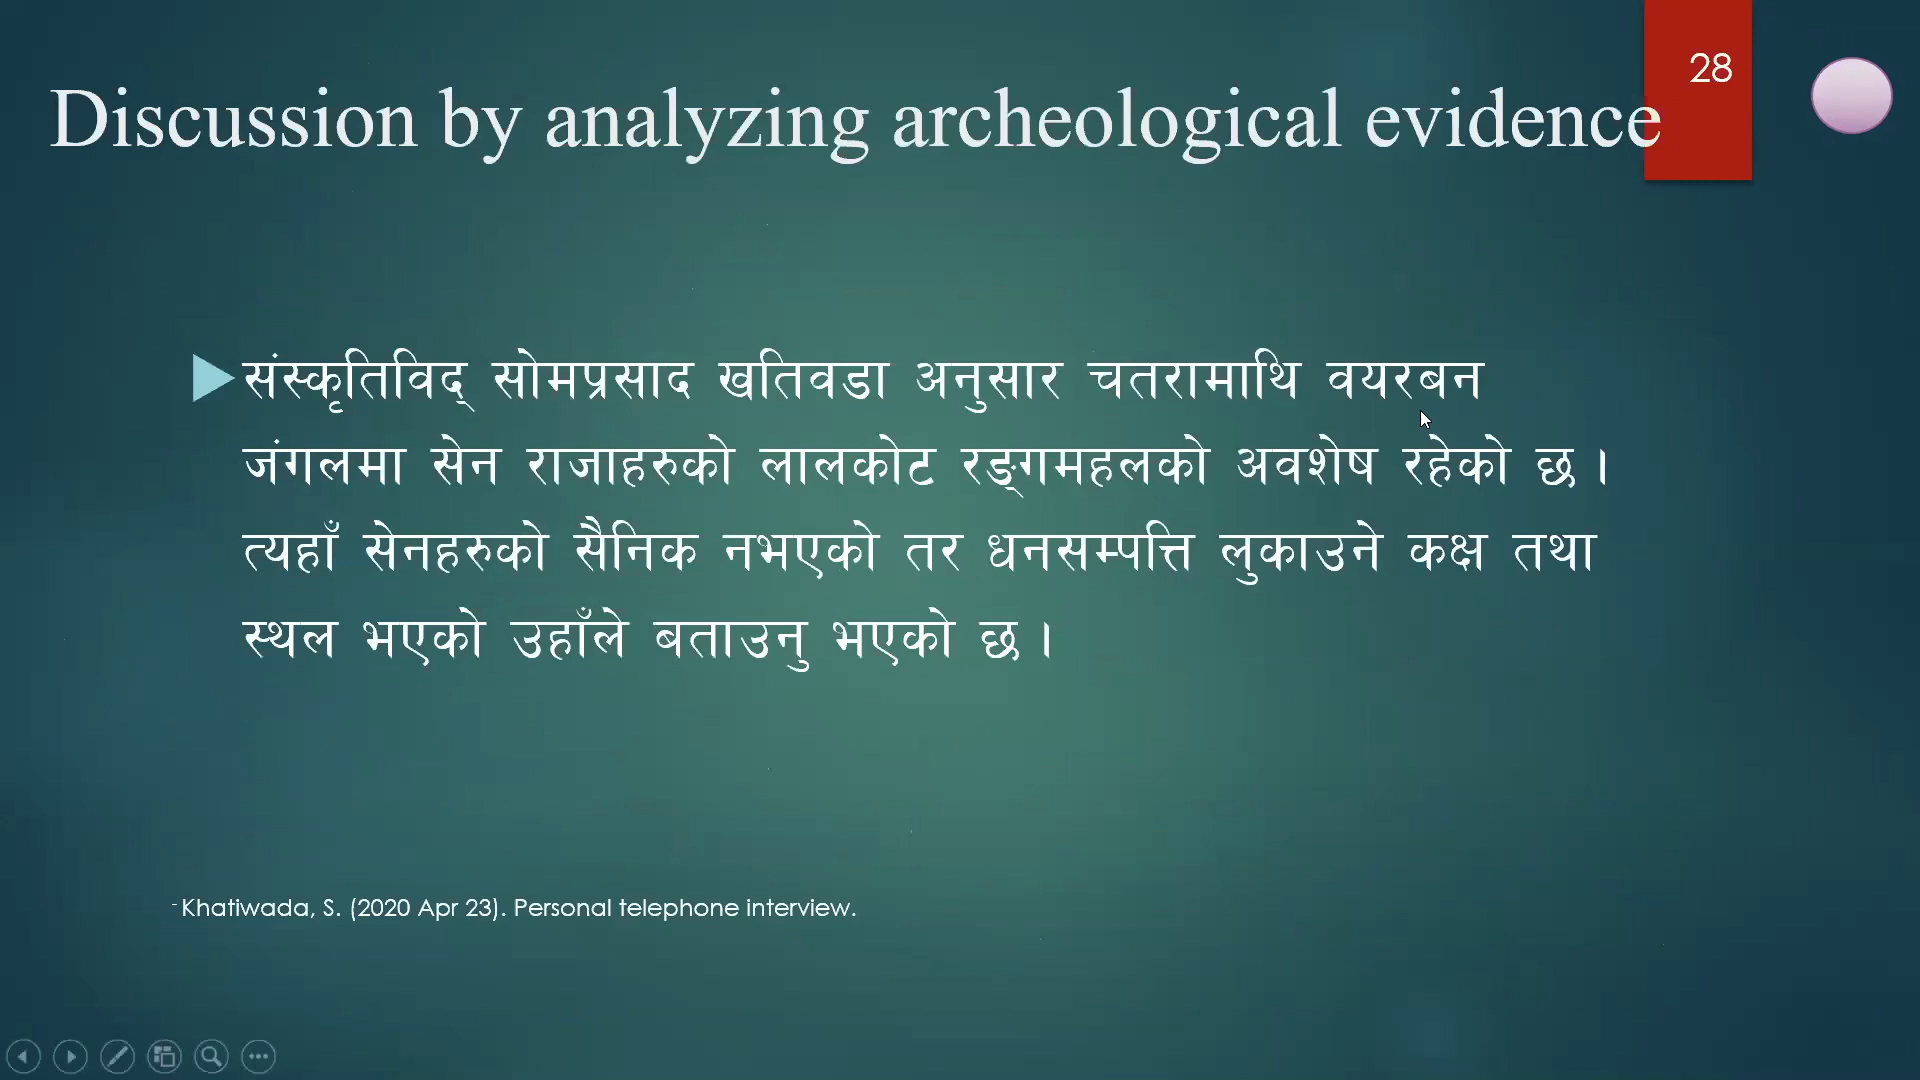 28
Discussion by analyzing archeological evidence
संस्कृतिविद् सोमप्रसाद खतिवडा अनुसार चतरामाथि वयरबन
जंगलमा सेन राजाहरुको लालकोट रङ्गमहलको अवशेष रहेको छ ।
त्यहाँ सेनहरुको सैनिक नभएको तर धनसम्पत्ति लुकाउने कक्ष तथा
स्थल भएको उहाँले बताउनु भएको छ ।
- Khatiwada, S. (2020 Apr 23). Personal telephone interview.